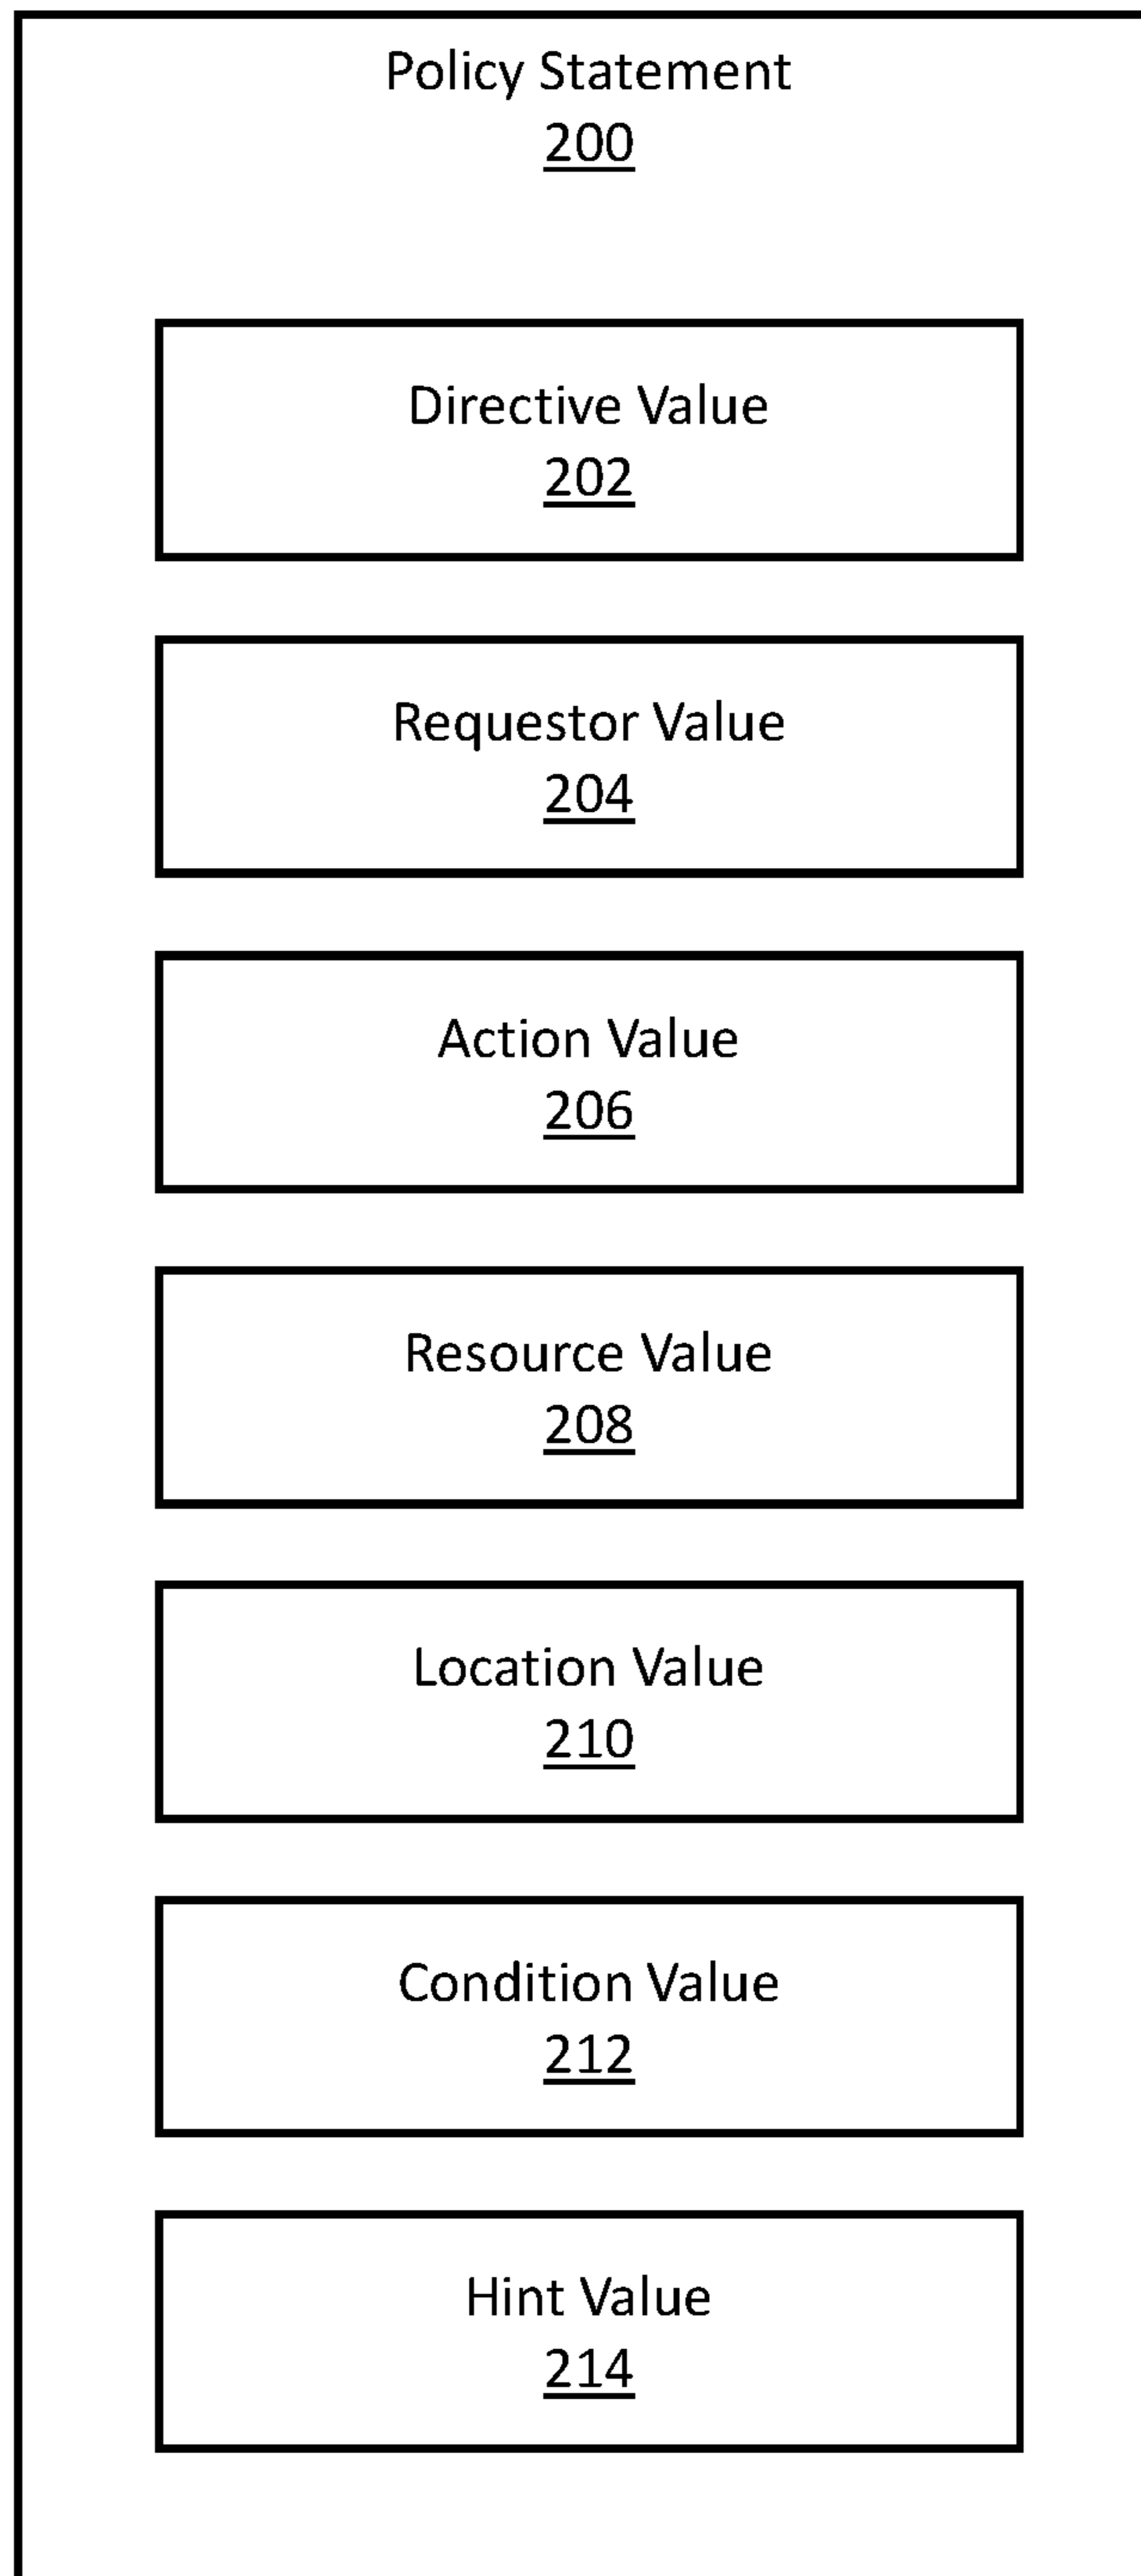 Policy Statement
200
Directive Value
202
Requestor Value
204
Action Value
206
Resource Value
208
Location Value
210
Condition Value
212
Hint Value
214